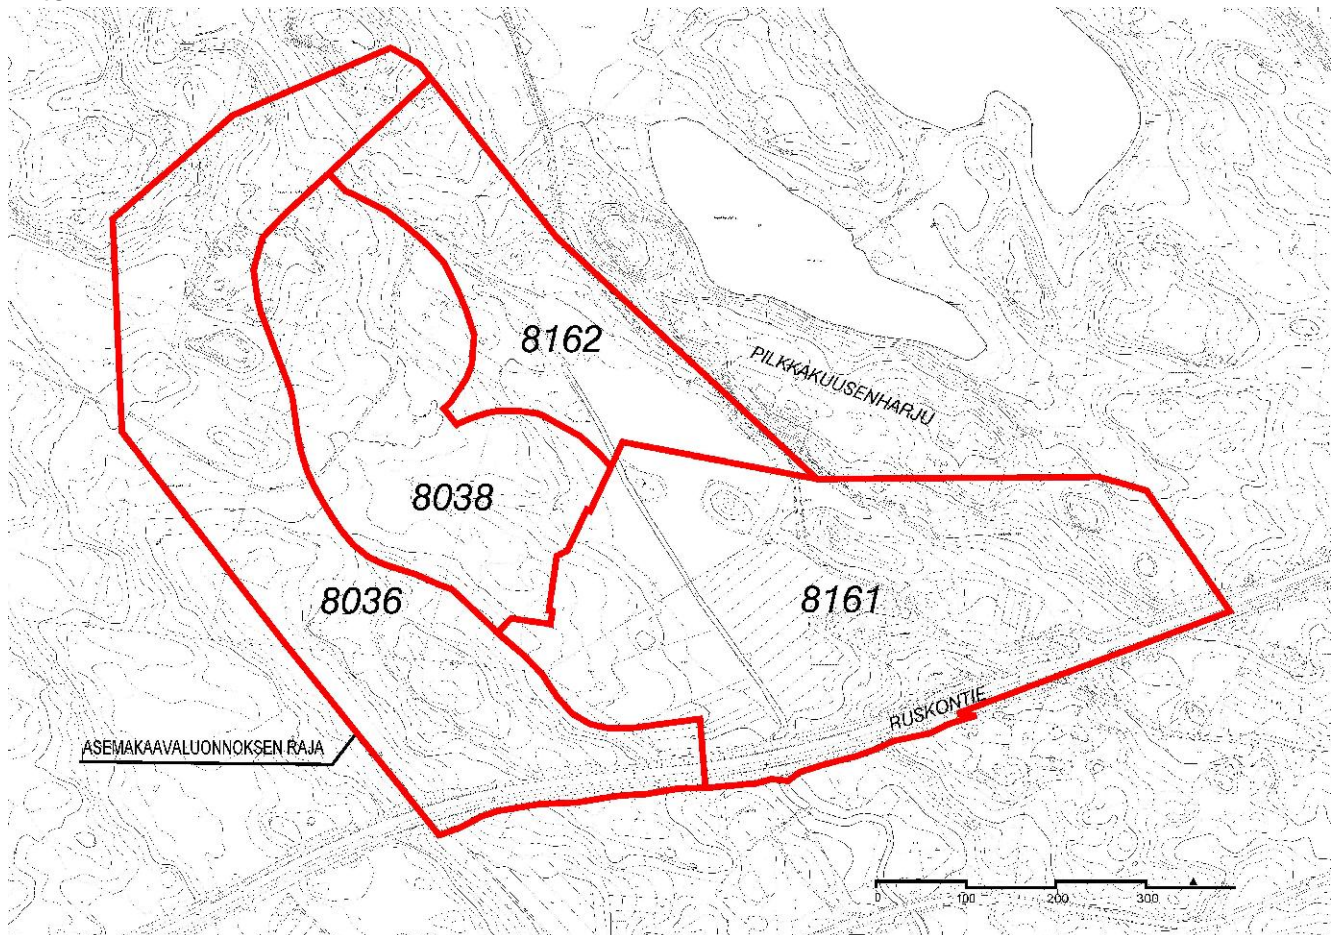 8162
PILKKAKUUSENHARJU
8038
8036
8161
RUSKONTIE
ASEMAKAAVALUONNOKSEN RAJA
0 100 200 300